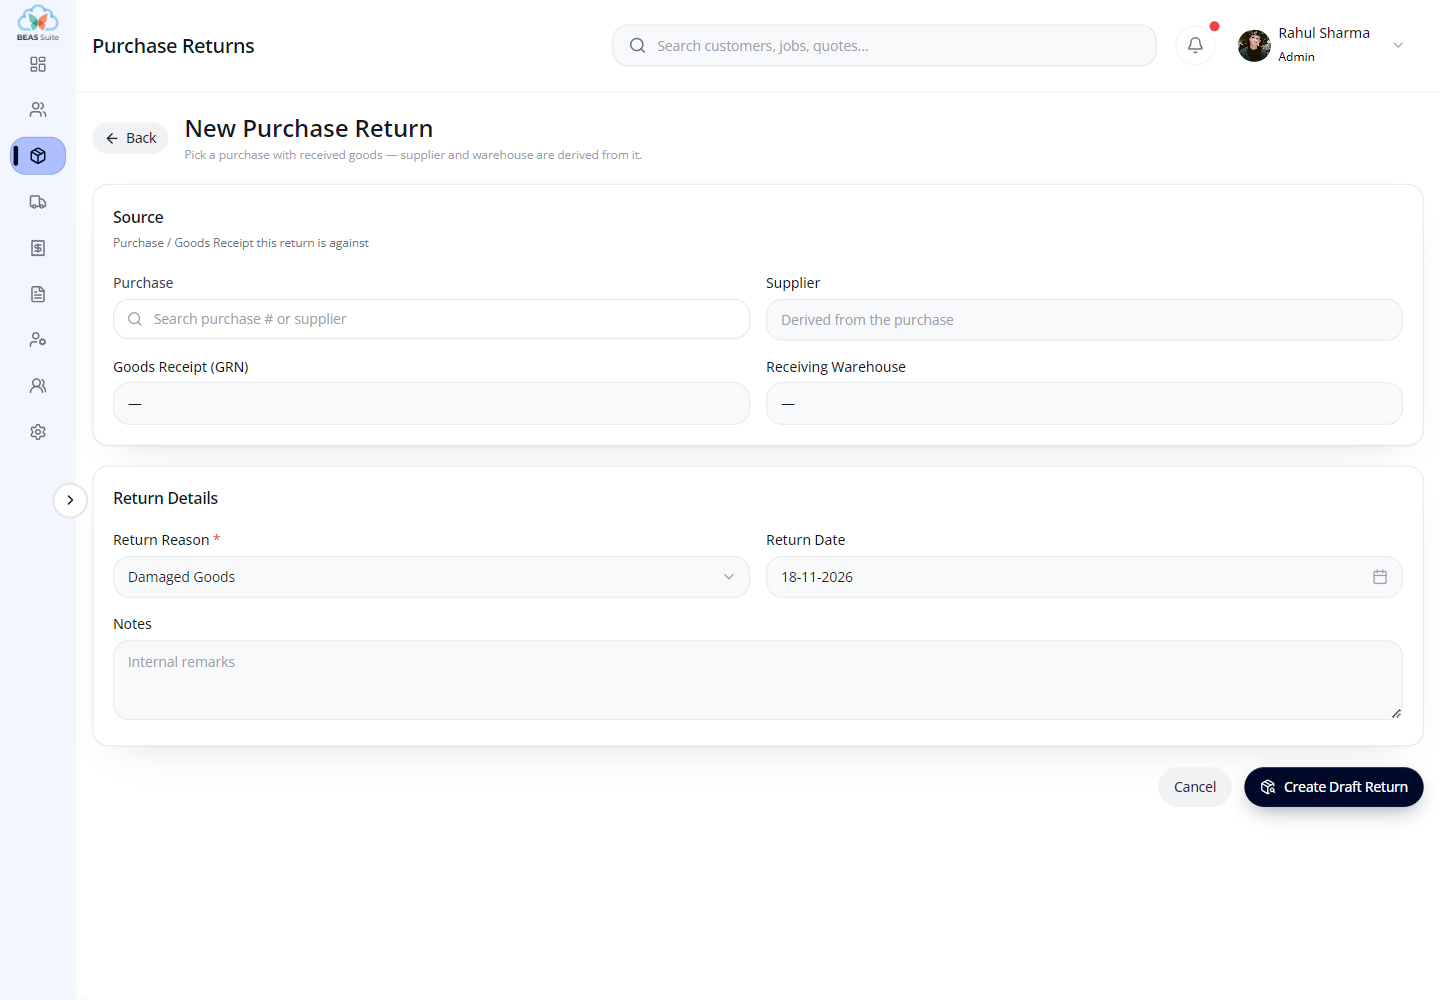 BEAS Suite
Purchase Returns
Search customers, jobs, quotes...
Rahul Sharma
Admin
Back
New Purchase Return
Pick a purchase with received goods — supplier and warehouse are derived from it.
Source
Purchase / Goods Receipt this return is against
Purchase
Supplier
Search purchase # or supplier
Derived from the purchase
Goods Receipt (GRN)
Receiving Warehouse
—
—
Return Details
Return Reason *
Return Date
Damaged Goods
18-11-2026
Notes
Internal remarks
Cancel
Create Draft Return